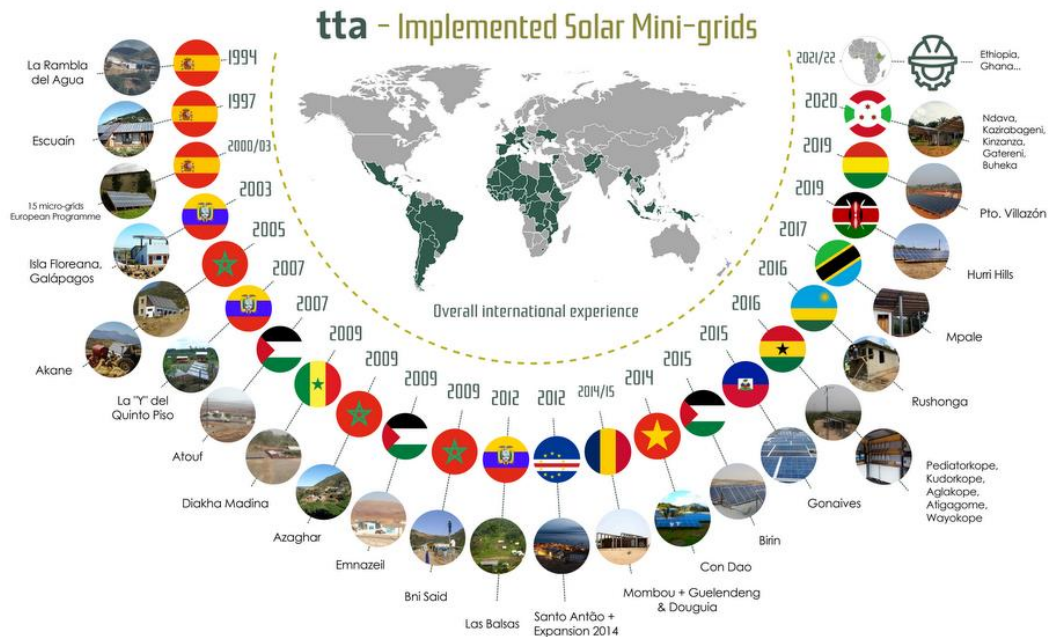 tta - Implemented Solar Mini-grids
La Rambla
del Agua
1994
Escuaín
1997
15 micro-grids
European Programme
2000/03
Isla Floreana,
Galápagos
2003
Akane
2005
La "Y" del
Quinto Piso
2007
Atouf
2007
Diakha Madina
2009
Azaghar
2009
Emnazeil
2009
Bni Said
2009
Las Balsas
2012
Santo Antão +
Expansion 2014
2012
Mombou + Guelendeng
& Douguia
2014/15
Con Dao
2014
Birin
2015
Gonaives
2015
Pediatorkope,
Kudorkope,
Aglakope,
Atigagome,
Wayokope
2016
Rushonga
2016
Mpale
2017
Hurri Hills
2019
Pto. Villazón
2019
Ndava,
Kazirabageni,
Kinzanza,
Gatereni,
Buheka
2020
2021/22
Ethiopia,
Ghana...
Overall international experience